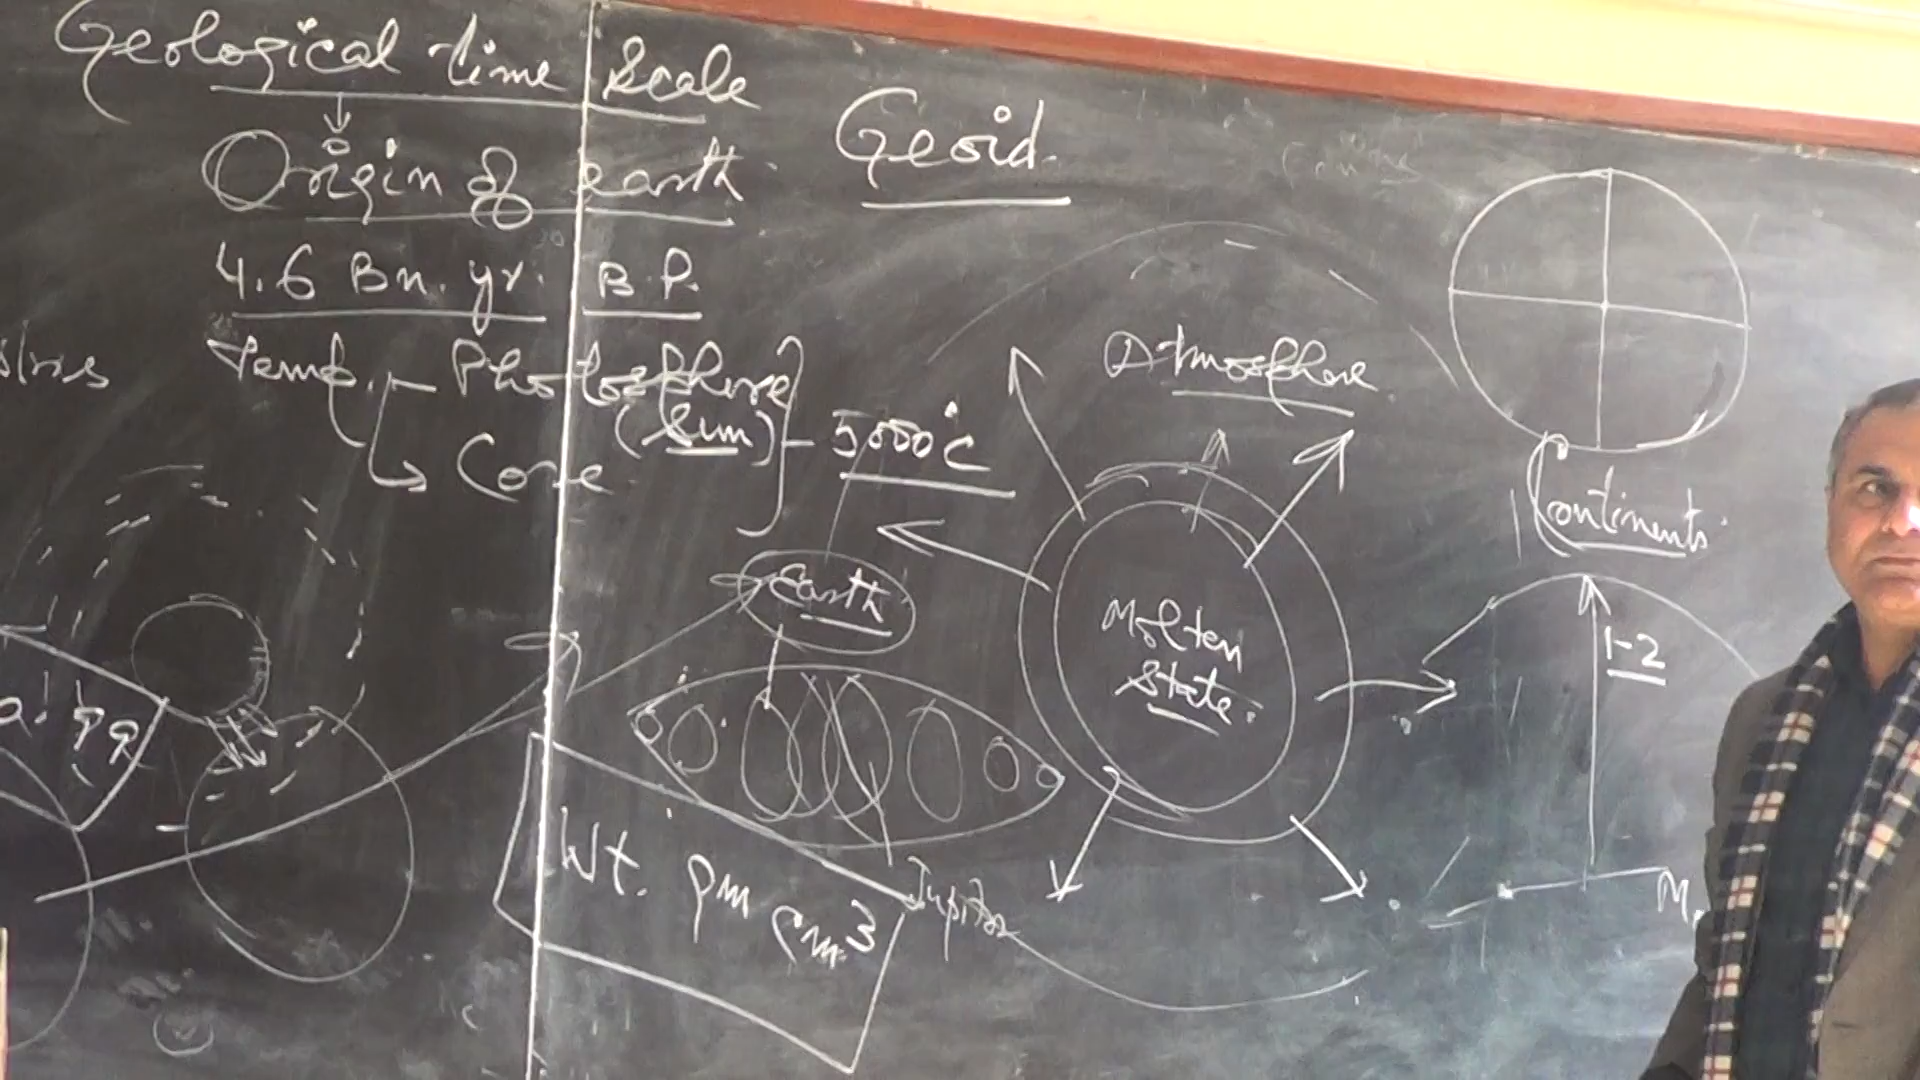 Geological time Scale
Origin of earth
4.6 Bn. yr. B.P.
Temp. Photosphere
(Sun) 5000°C
Core
Geoid
Atmosphere
Continents
Earth
Molten
State
1-2
Wt. gm cm3
Jupiter